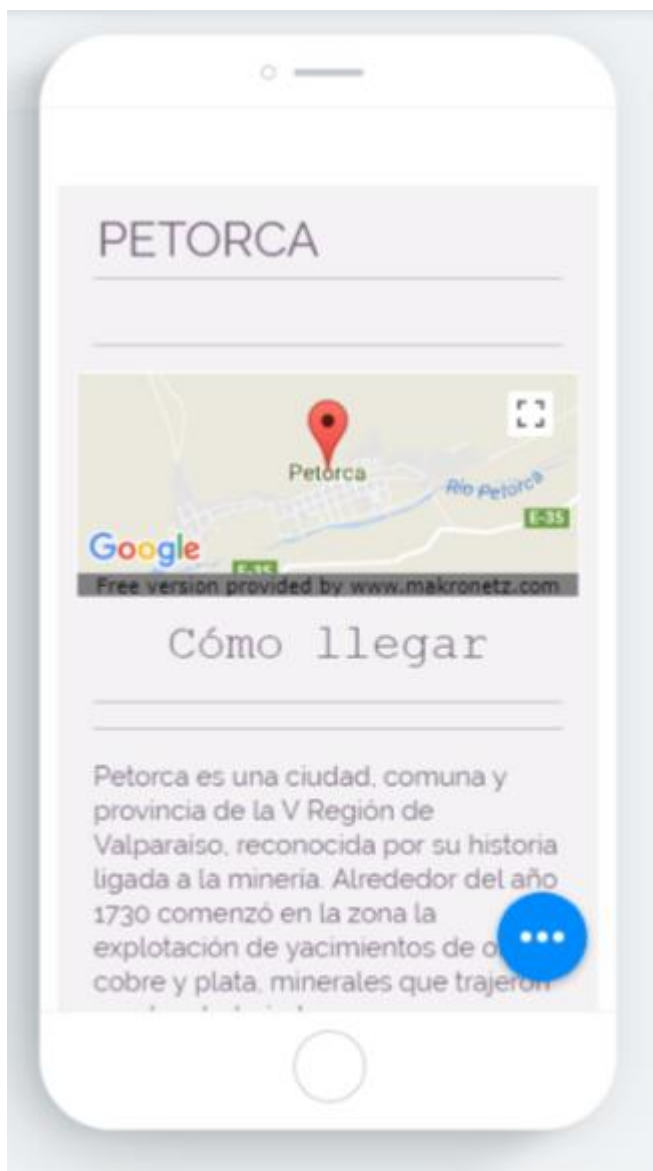 PETORCA
Petorca
Río Petorca
E-35
Google
E-35
Free version provided by www.makronetz.com
Cómo llegar
Petorca es una ciudad, comuna y
provincia de la V Región de
Valparaíso, reconocida por su historia
ligada a la minería. Alrededor del año
1730 comenzó en la zona la
explotación de yacimientos de
cobre y plata, minerales que trajeron